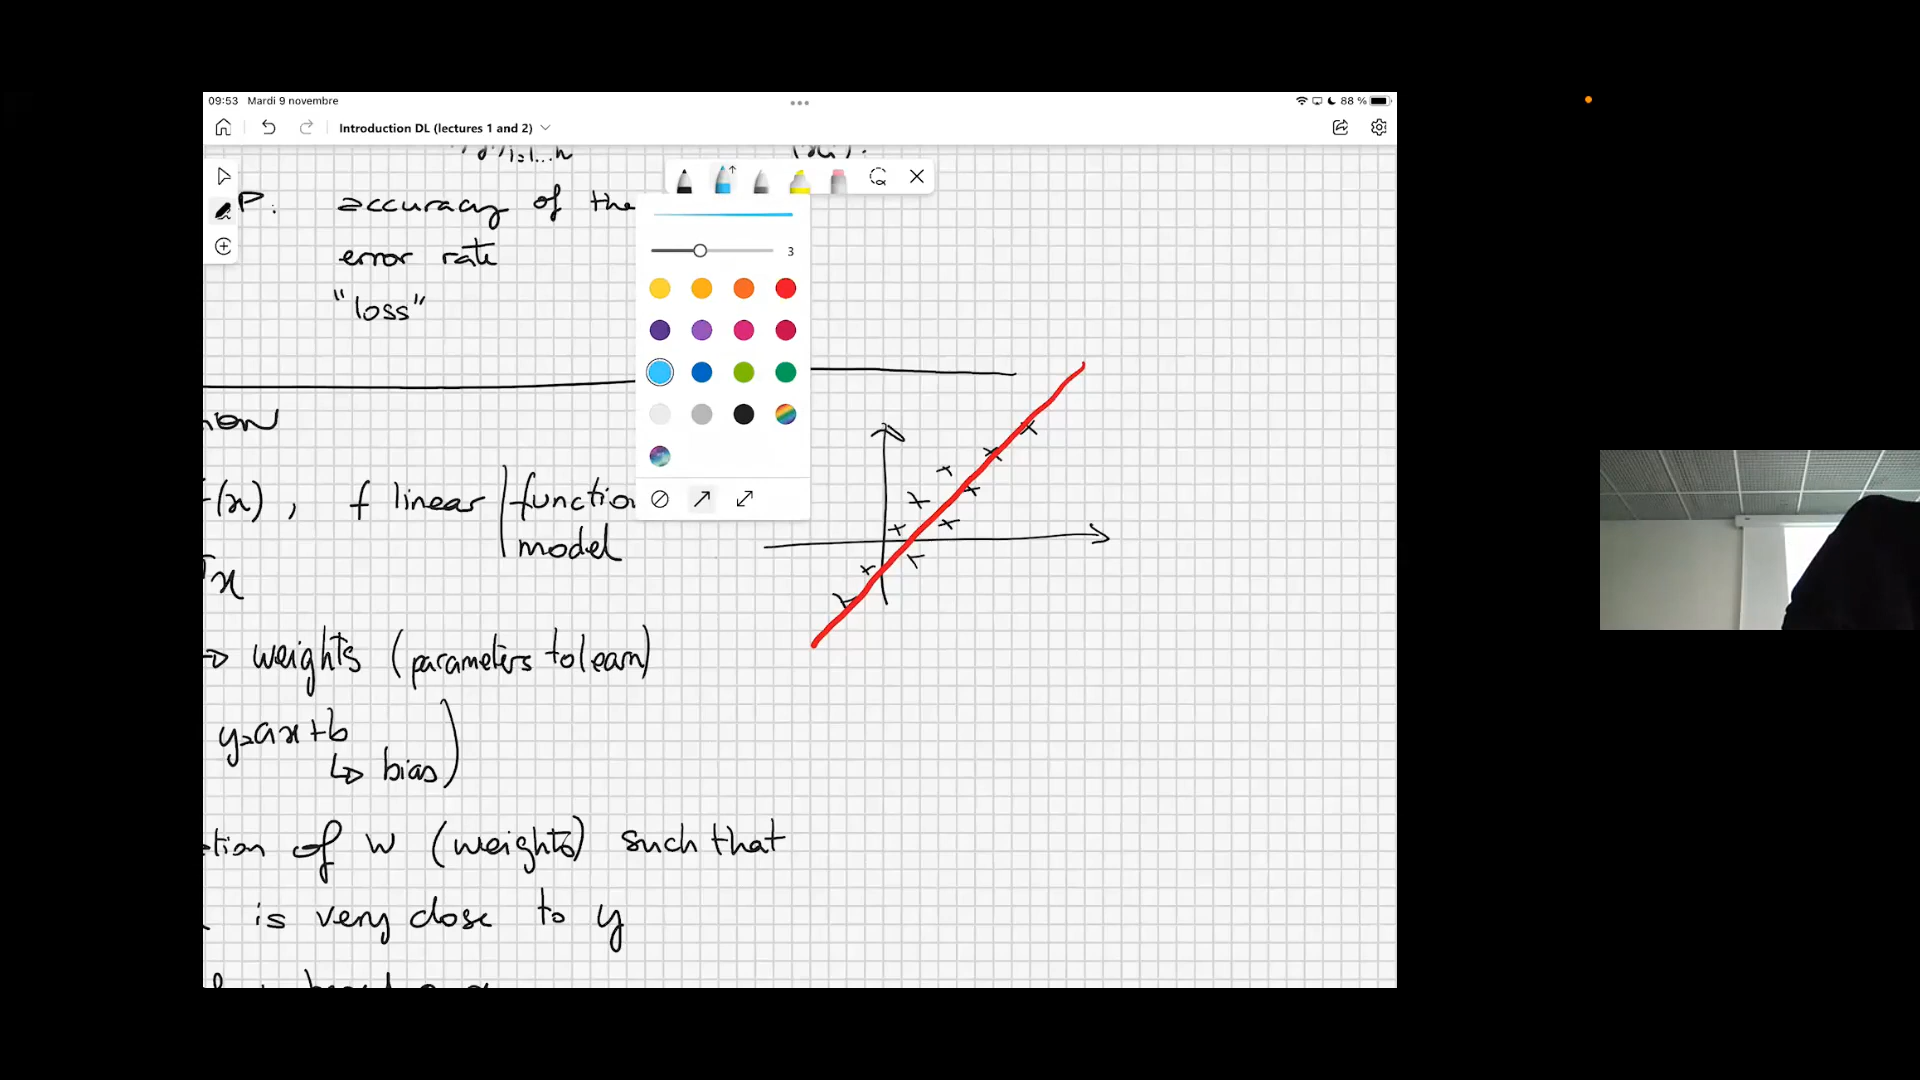 09:53 Mardi 9 novembre
88 %
Introduction DL (lectures 1 and 2)
i=1...n
P: accuracy of the
error rate
"loss"
3
f(x), f linear function
model
x
→ weights (parameters to learn)
y=ax+b
↳ bias)
of w (weights) such that
is very close to y